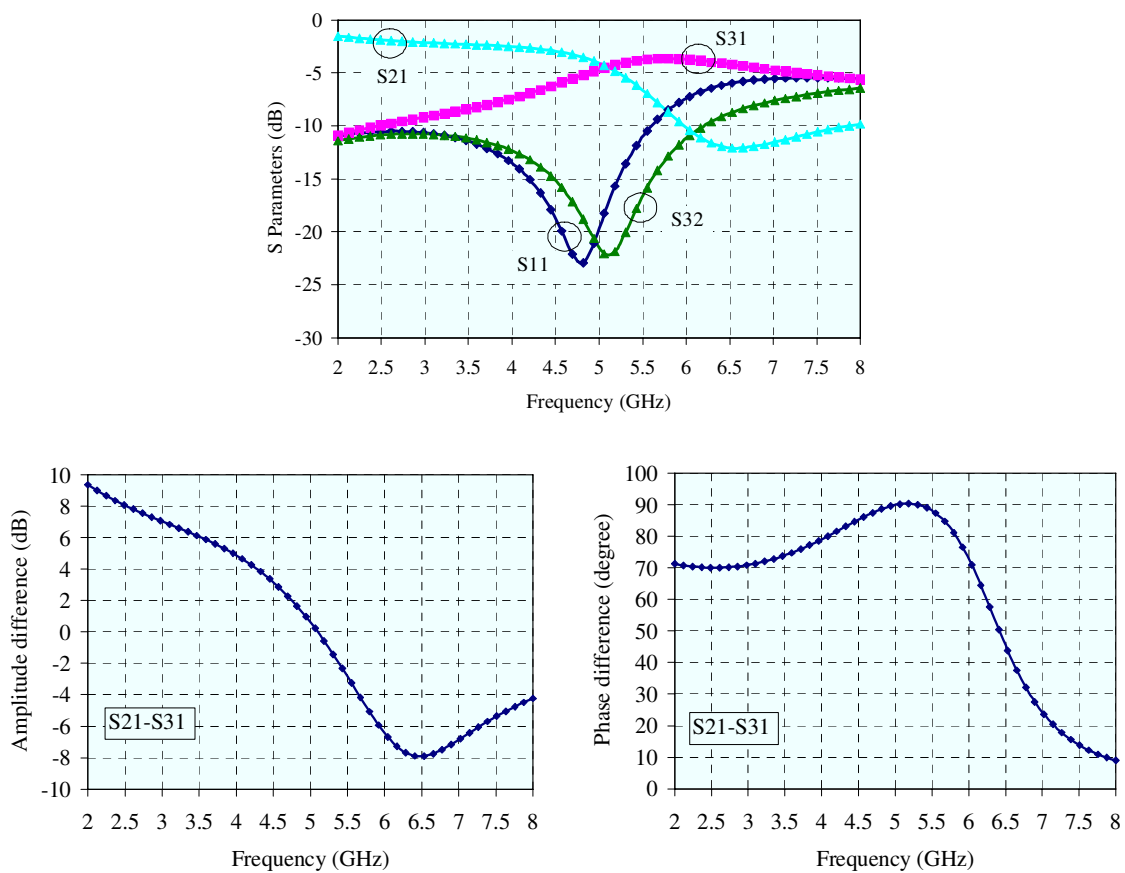 0
-5
-10
-15
-20
-25
-30
S Parameters (dB)
S31
S21
S32
S11
2 2.5 3 3.5 4 4.5 5 5.5 6 6.5 7 7.5 8
Frequency (GHz)
10
8
6
4
2
0
-2
-4
-6
-8
-10
Amplitude difference (dB)
S21-S31
2 2.5 3 3.5 4 4.5 5 5.5 6 6.5 7 7.5 8
Frequency (GHz)
100
90
80
70
60
50
40
30
20
10
0
Phase difference (degree)
S21-S31
2 2.5 3 3.5 4 4.5 5 5.5 6 6.5 7 7.5 8
Frequency (GHz)